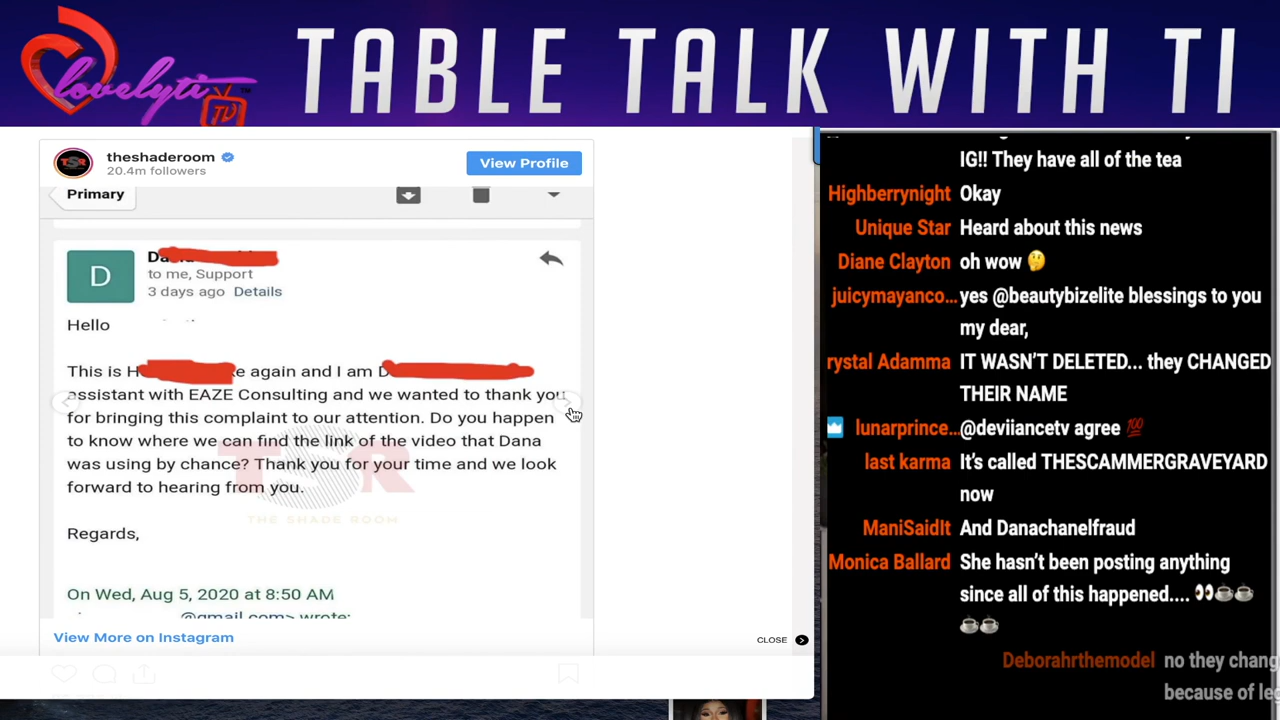 lovelyti TV
TABLE TALK WITH TI
theshaderoom
20.4m followers
View Profile
Primary
D
to me, Support
3 days ago Details
Hello
This is again and I am
assistant with EAZE Consulting and we wanted to thank you
for bringing this complaint to our attention. Do you happen
to know where we can find the link of the video that Dana
was using by chance? Thank you for your time and we look
forward to hearing from you.
TSR
THE SHADE ROOM
Regards,
On Wed, Aug 5, 2020 at 8:50 AM
@gmail.com> wrote:
View More on Instagram
CLOSE
IG!! They have all of the tea
Highberrynight Okay
Unique Star Heard about this news
Diane Clayton oh wow 🤔
juicymayanco... yes @beautybizelite blessings to you
my dear,
rystal Adamma IT WASN'T DELETED... they CHANGED
THEIR NAME
lunarprince... @deviiancetv agree 💯
last karma It's called THESCAMMERGRAVEYARD
now
ManiSaidIt And Danachanelfraud
Monica Ballard She hasn't been posting anything
since all of this happened.... 👀☕☕
☕☕
Deborahrthemodel no they chang
because of leg